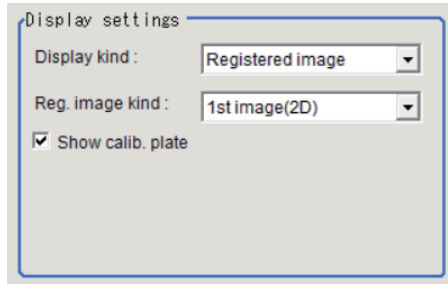 Display settings
Display kind : Registered image
Reg. image kind : 1st image(2D)
Show calib. plate